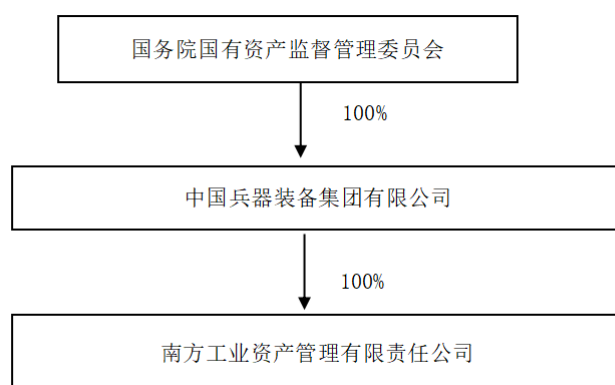 国务院国有资产监督管理委员会
100%
中国兵器装备集团有限公司
100%
南方工业资产管理有限责任公司